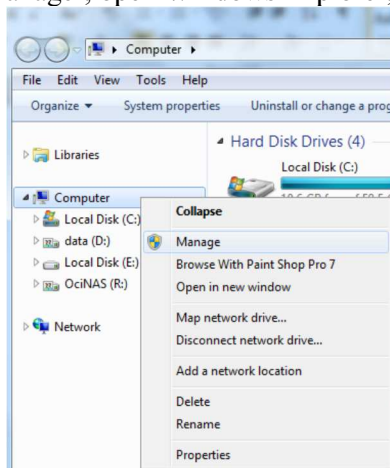 Computer
File Edit View Tools Help
Organize System properties Uninstall or change a prog
Libraries
Hard Disk Drives (4)
Local Disk (C:)
Computer
Local Disk (C:)
data (D:)
Local Disk (E:)
OciNAS (R:)
Network
Collapse
Manage
Browse With Paint Shop Pro 7
Open in new window
Map network drive...
Disconnect network drive...
Add a network location
Delete
Rename
Properties